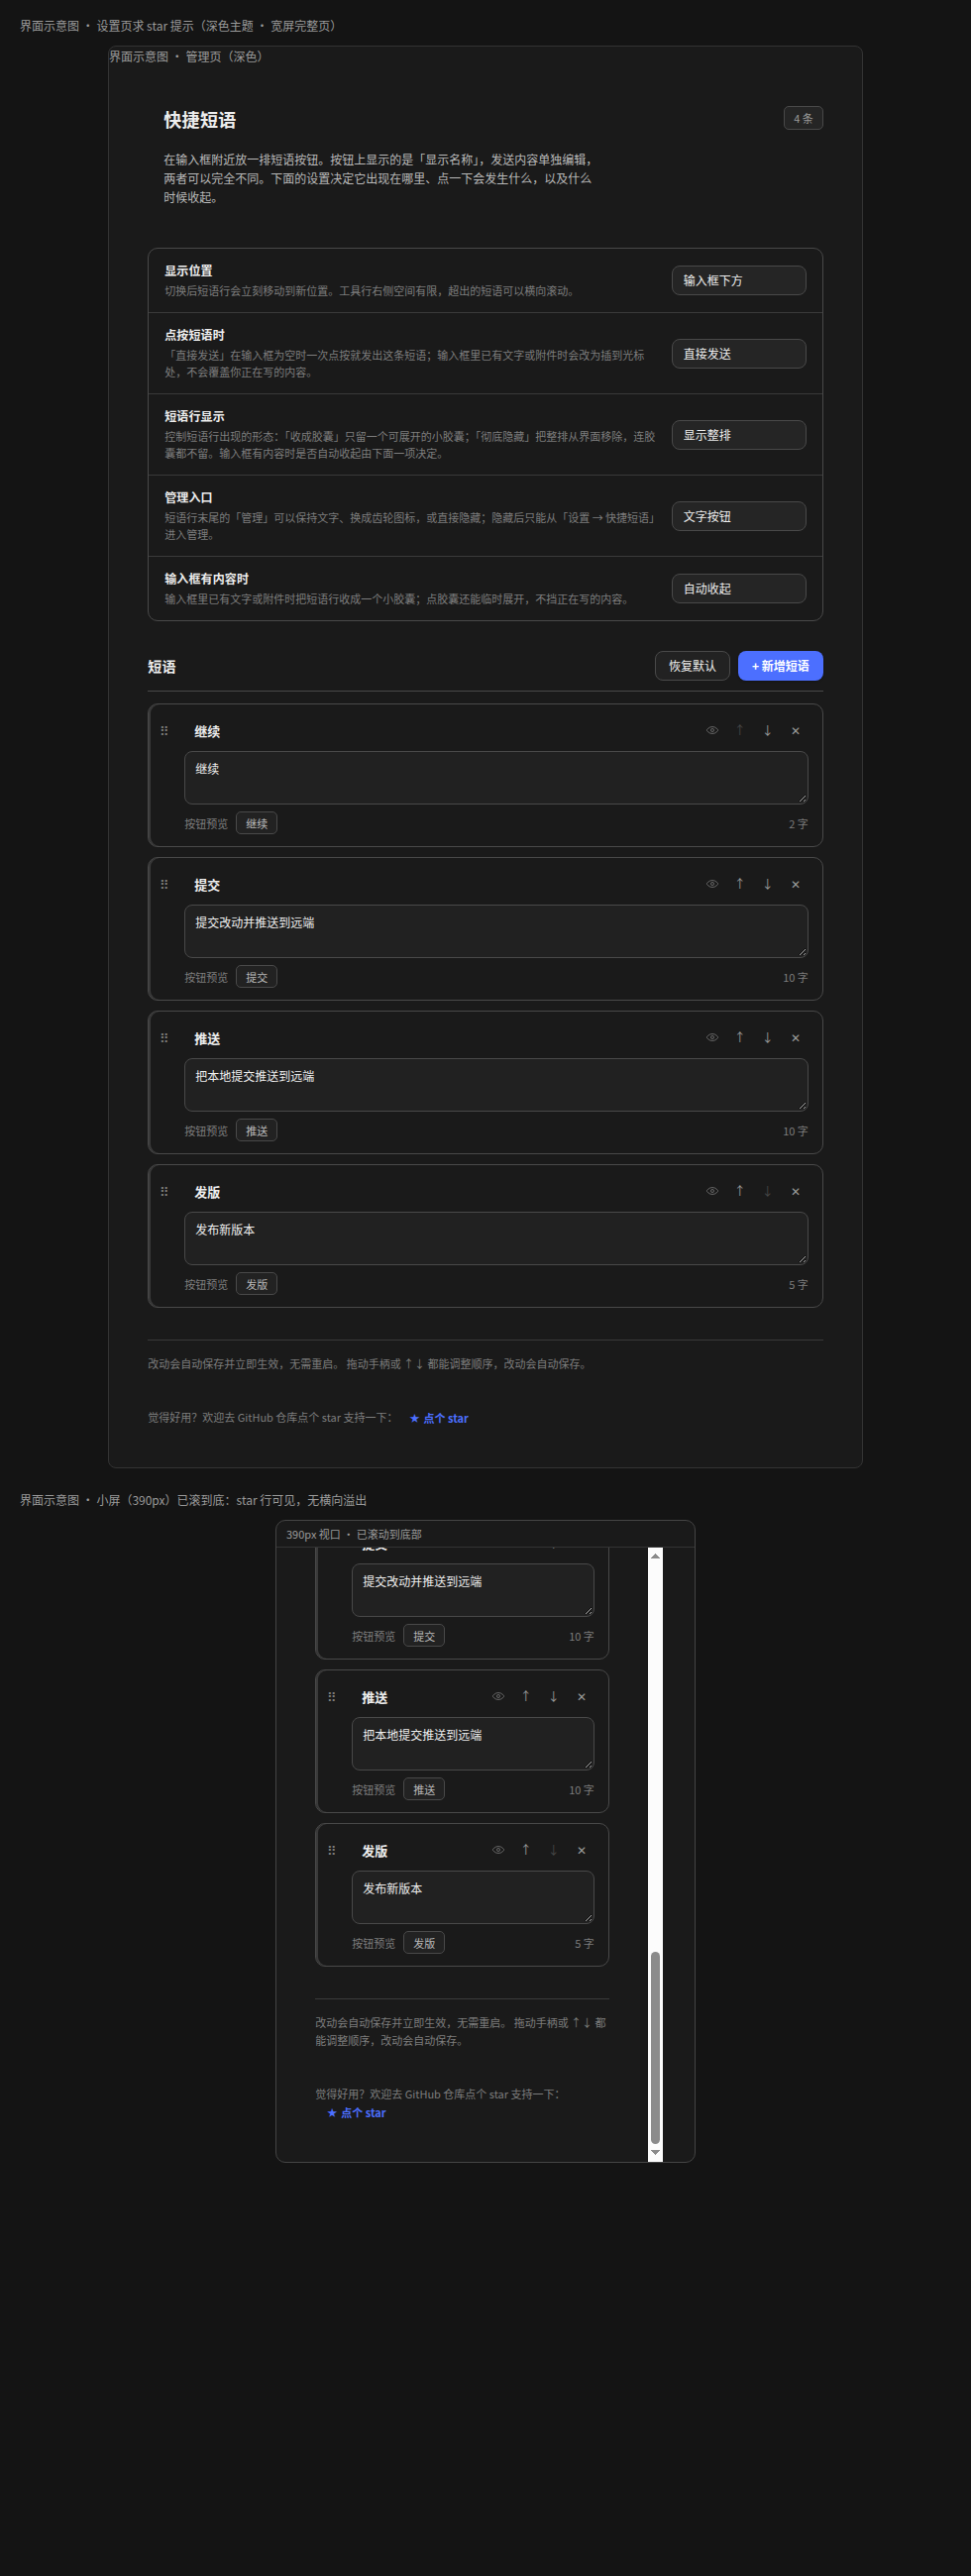 界面示意图 · 设置页求 star 提示（深色主题 · 宽屏完整页）
界面示意图 · 管理页（深色）
快捷短语
4 条
在输入框附近放一排短语按钮。按钮上显示的是「显示名称」，发送内容单独编辑，
两者可以完全不同。下面的设置决定它出现在哪里、点一下会发生什么，以及什么
时候收起。
显示位置
切换后短语行会立刻移动到新位置。工具行右侧空间有限，超出的短语可以横向滚动。
输入框下方
点按短语时
「直接发送」在输入框为空时一次点按就发出这条短语；输入框里已有文字或附件时会改为插到光标
处，不会覆盖你正在写的内容。
直接发送
短语行显示
控制短语行出现的形态：「收成胶囊」只留一个可展开的小胶囊；「彻底隐藏」把整排从界面移除，连胶
囊都不留。输入框有内容时是否自动收起由下面一项决定。
显示整排
管理入口
短语行末尾的「管理」可以保持文字、换成齿轮图标，或直接隐藏；隐藏后只能从「设置 → 快捷短语」
进入管理。
文字按钮
输入框有内容时
输入框里已有文字或附件时把短语行收成一个小胶囊；点胶囊还能临时展开，不挡正在写的内容。
自动收起
短语
恢复默认
+ 新增短语
继续
↑ ↓ ✕
继续
按钮预览 继续
2 字
提交
↑ ↓ ✕
提交改动并推送到远端
按钮预览 提交
10 字
推送
↑ ↓ ✕
把本地提交推送到远端
按钮预览 推送
10 字
发版
↑ ↓ ✕
发布新版本
按钮预览 发版
5 字
改动会自动保存并立即生效，无需重启。 拖动手柄或 ↑↓ 都能调整顺序，改动会自动保存。
觉得好用？欢迎去 GitHub 仓库点个 star 支持一下： ★ 点个 star
界面示意图 · 小屏（390px）已滚到底：star 行可见，无横向溢出
390px 视口 · 已滚动到底部
提交改动并推送到远端
按钮预览 提交
10 字
推送
↑ ↓ ✕
把本地提交推送到远端
按钮预览 推送
10 字
发版
↑ ↓ ✕
发布新版本
按钮预览 发版
5 字
改动会自动保存并立即生效，无需重启。 拖动手柄或 ↑↓ 都
能调整顺序，改动会自动保存。
觉得好用？欢迎去 GitHub 仓库点个 star 支持一下：
★ 点个 star